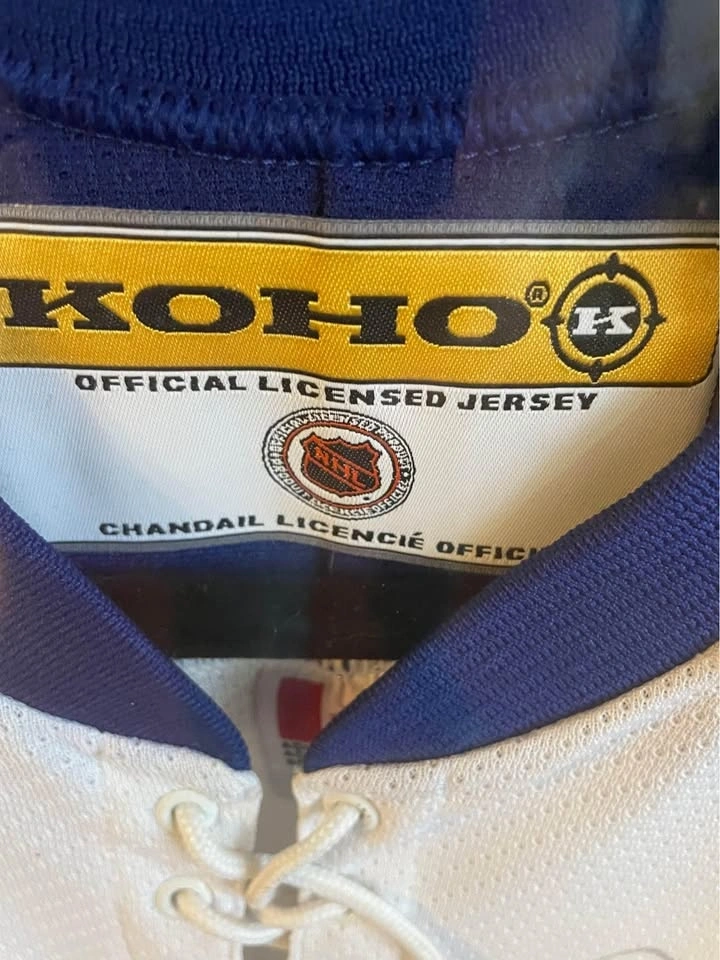 KOHO® K
OFFICIAL LICENSED JERSEY
NHL
CHANDAIL LICENCIÉ OFFICI